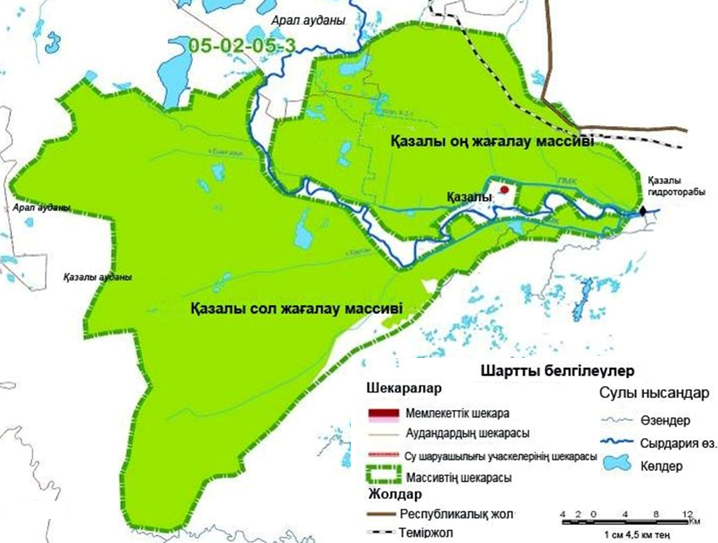 Арал ауданы
05-02-05-3
Қазалы оң жағалау массиві
Қазалы
гидроторабы
Қазалы
ПМК
Арал ауданы
Қазалы ауданы
Қазалы сол жағалау массиві
Шартты белгілеулер
Шекаралар
Мемлекеттік шекара
Аудандардың шекарасы
Су шаруашылығы учаскелерінің шекарасы
Массивтің шекарасы
Жолдар
Республикалық жол
Теміржол
Сулы нысандар
Өзендер
Сырдария өз.
Көлдер
4 2 0 4 8 12
Км
1 см 4,5 км тең